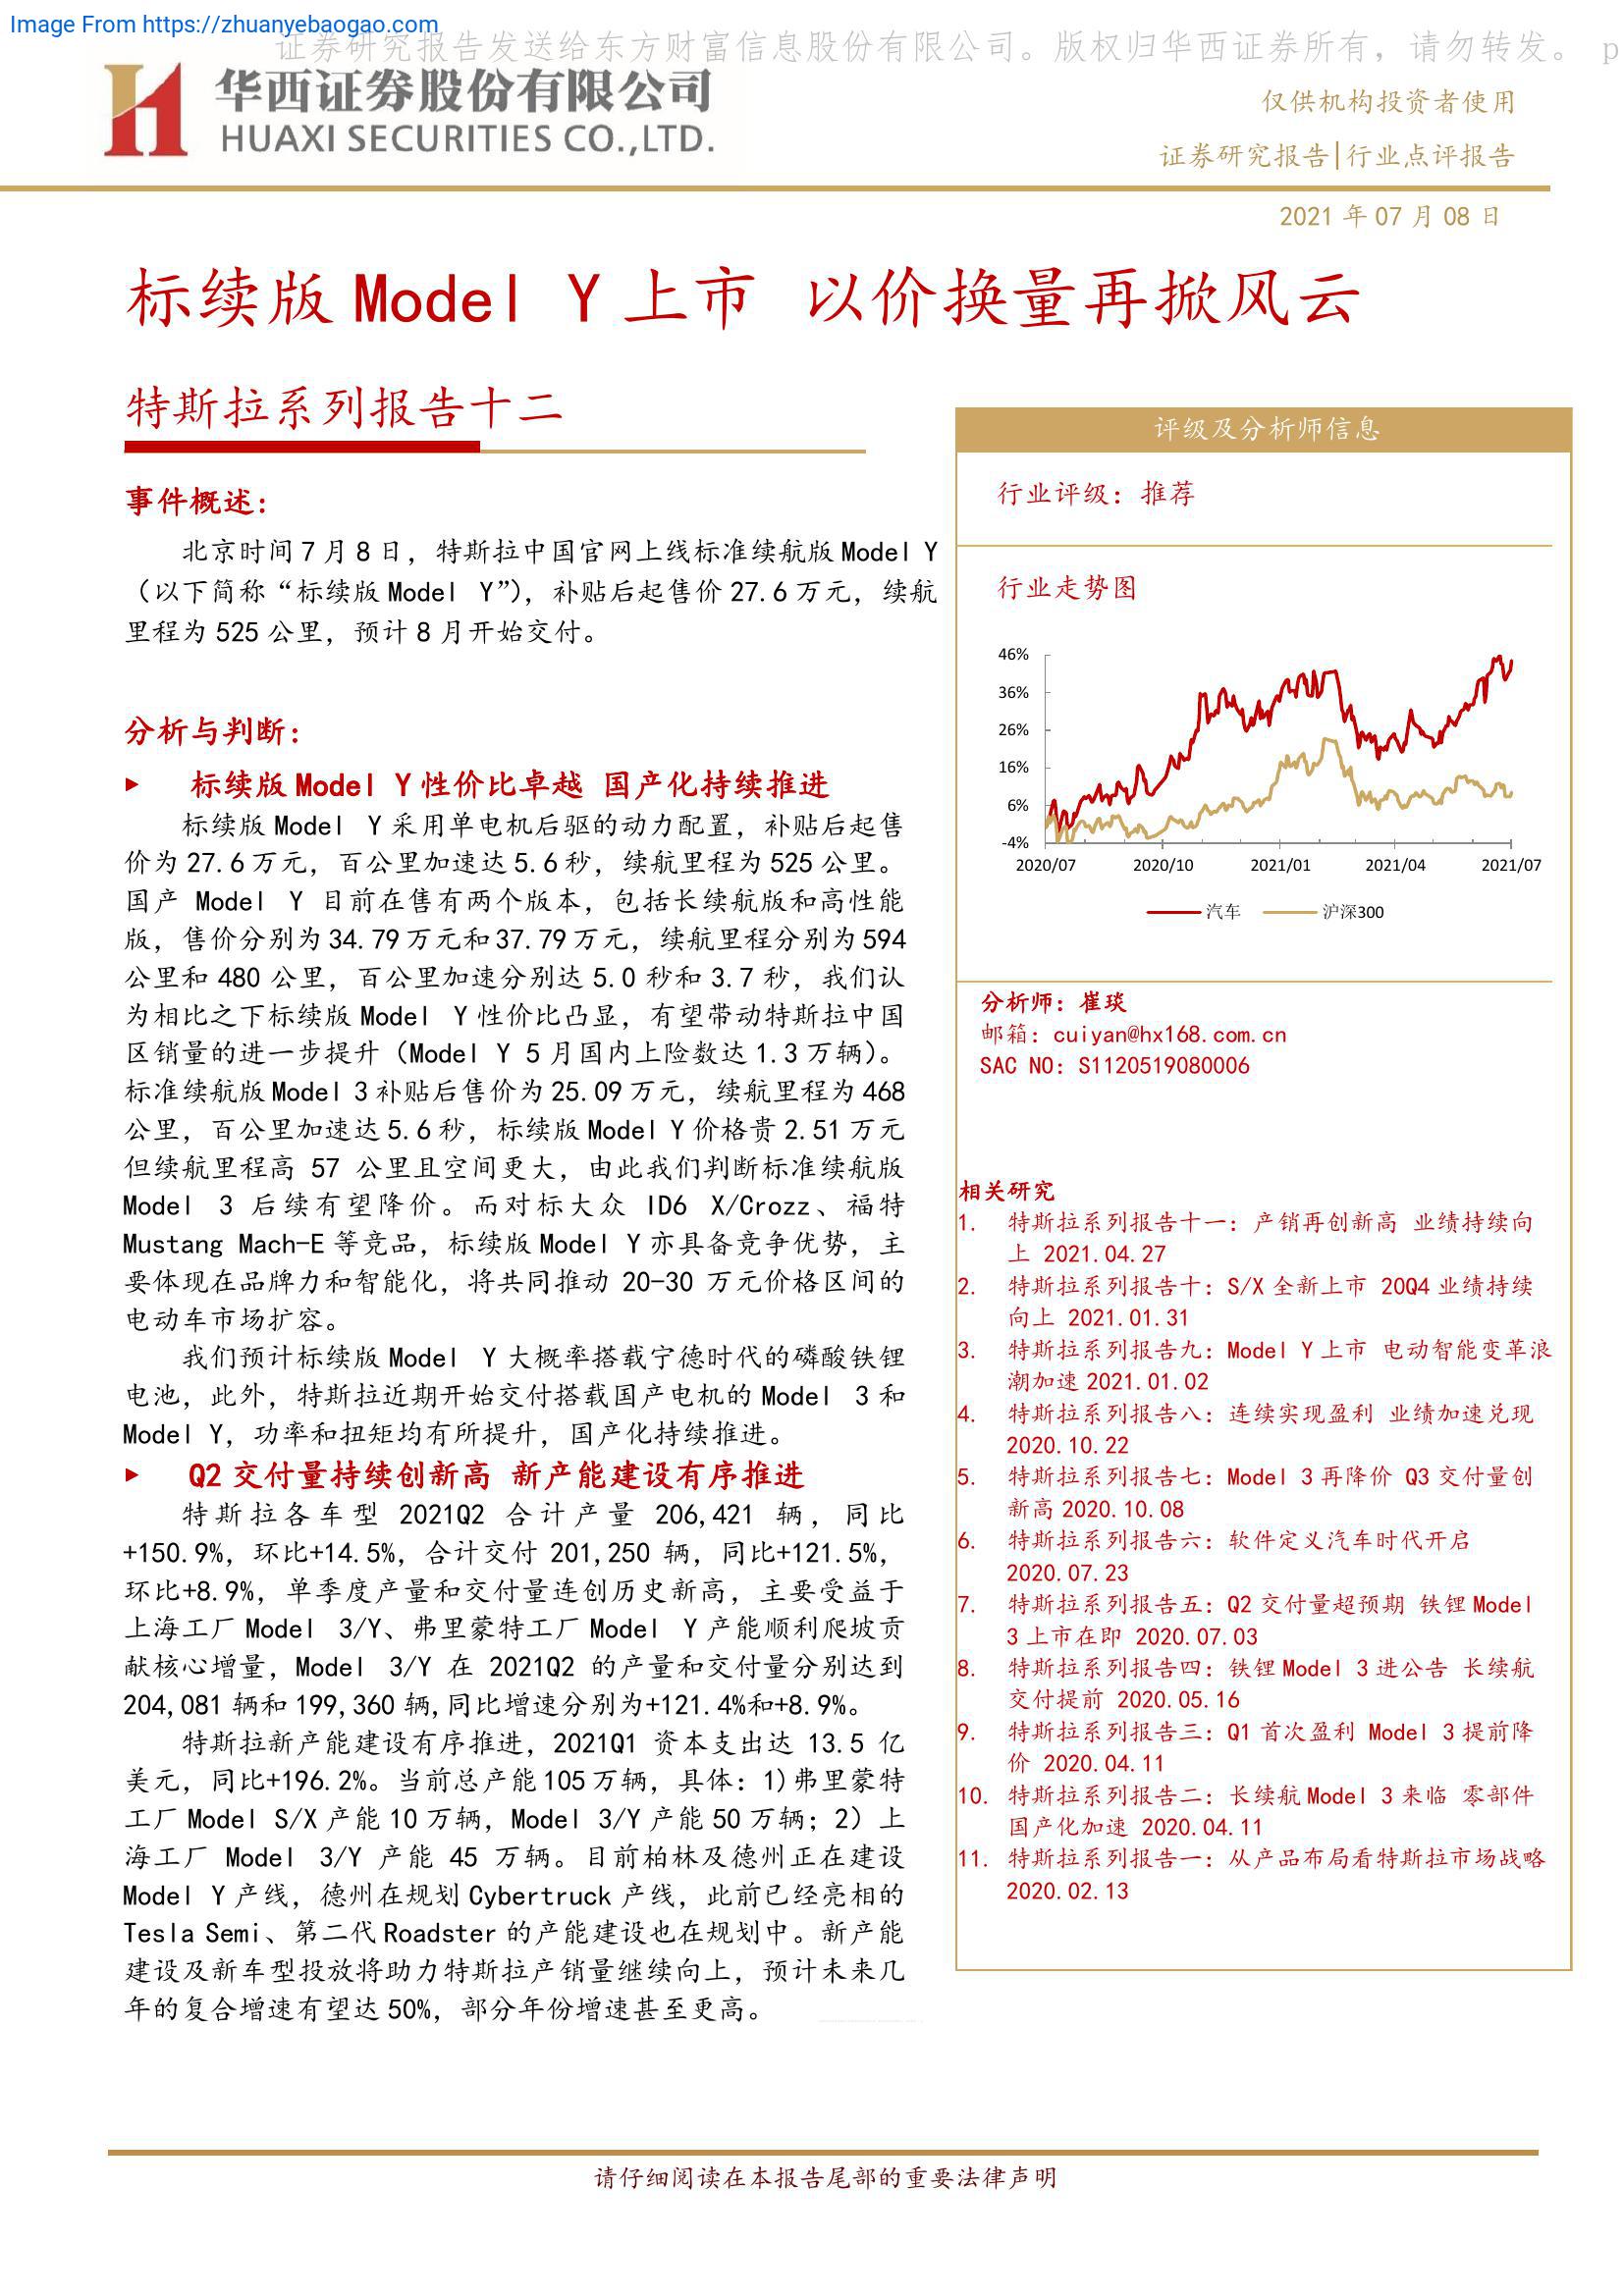 Image From https://zhuanyebaogao.com
证券研究报告发送给东方财富信息股份有限公司。版权归华西证券所有，请勿转发。 p
华西证券股份有限公司
HUAXI SECURITIES CO.,LTD.
仅供机构投资者使用
证券研究报告|行业点评报告
2021 年 07 月 08 日
标续版 Model Y 上市 以价换量再掀风云
特斯拉系列报告十二
事件概述：
北京时间 7 月 8 日，特斯拉中国官网上线标准续航版 Model Y
（以下简称“标续版 Model Y”），补贴后起售价 27.6 万元，续航
里程为 525 公里，预计 8 月开始交付。
分析与判断：
► 标续版 Model Y 性价比卓越 国产化持续推进
标续版 Model Y 采用单电机后驱的动力配置，补贴后起售
价为 27.6 万元，百公里加速达 5.6 秒，续航里程为 525 公里。
国产 Model Y 目前在售有两个版本，包括长续航版和高性能
版，售价分别为 34.79 万元和 37.79 万元，续航里程分别为 594
公里和 480 公里，百公里加速分别达 5.0 秒和 3.7 秒，我们认
为相比之下标续版 Model Y 性价比凸显，有望带动特斯拉中国
区销量的进一步提升（Model Y 5 月国内上险数达 1.3 万辆）。
标准续航版 Model 3 补贴后售价为 25.09 万元，续航里程为 468
公里，百公里加速达 5.6 秒，标续版 Model Y 价格贵 2.51 万元
但续航里程高 57 公里且空间更大，由此我们判断标准续航版
Model 3 后续有望降价。而对标大众 ID6 X/Crozz、福特
Mustang Mach-E 等竞品，标续版 Model Y 亦具备竞争优势，主
要体现在品牌力和智能化，将共同推动 20-30 万元价格区间的
电动车市场扩容。
我们预计标续版 Model Y 大概率搭载宁德时代的磷酸铁锂
电池，此外，特斯拉近期开始交付搭载国产电机的 Model 3 和
Model Y，功率和扭矩均有所提升，国产化持续推进。
► Q2 交付量持续创新高 新产能建设有序推进
特斯拉各车型 2021Q2 合计产量 206,421 辆，同比
+150.9%，环比+14.5%，合计交付 201,250 辆，同比+121.5%，
环比+8.9%，单季度产量和交付量连创历史新高，主要受益于
上海工厂 Model 3/Y、弗里蒙特工厂 Model Y 产能顺利爬坡贡
献核心增量，Model 3/Y 在 2021Q2 的产量和交付量分别达到
204,081 辆和 199,360 辆,同比增速分别为+121.4%和+8.9%。
特斯拉新产能建设有序推进，2021Q1 资本支出达 13.5 亿
美元，同比+196.2%。当前总产能 105 万辆，具体：1)弗里蒙特
工厂 Model S/X 产能 10 万辆，Model 3/Y 产能 50 万辆；2）上
海工厂 Model 3/Y 产能 45 万辆。目前柏林及德州正在建设
Model Y 产线，德州在规划 Cybertruck 产线，此前已经亮相的
Tesla Semi、第二代 Roadster 的产能建设也在规划中。新产能
建设及新车型投放将助力特斯拉产销量继续向上，预计未来几
年的复合增速有望达 50%，部分年份增速甚至更高。
评级及分析师信息
行业评级：推荐
行业走势图
46%
36%
26%
16%
6%
-4%
2020/07 2020/10 2021/01 2021/04 2021/07
汽车 沪深300
分析师：崔琰
邮箱：cuiyan@hx168.com.cn
SAC NO：S1120519080006
相关研究
1. 特斯拉系列报告十一：产销再创新高 业绩持续向
上 2021.04.27
2. 特斯拉系列报告十：S/X 全新上市 20Q4 业绩持续
向上 2021.01.31
3. 特斯拉系列报告九：Model Y 上市 电动智能变革浪
潮加速 2021.01.02
4. 特斯拉系列报告八：连续实现盈利 业绩加速兑现
2020.10.22
5. 特斯拉系列报告七：Model 3 再降价 Q3 交付量创
新高 2020.10.08
6. 特斯拉系列报告六：软件定义汽车时代开启
2020.07.23
7. 特斯拉系列报告五：Q2 交付量超预期 铁锂 Model
3 上市在即 2020.07.03
8. 特斯拉系列报告四：铁锂 Model 3 进公告 长续航
交付提前 2020.05.16
9. 特斯拉系列报告三：Q1 首次盈利 Model 3 提前降
价 2020.04.11
10. 特斯拉系列报告二：长续航 Model 3 来临 零部件
国产化加速 2020.04.11
11. 特斯拉系列报告一：从产品布局看特斯拉市场战略
2020.02.13
请仔细阅读在本报告尾部的重要法律声明